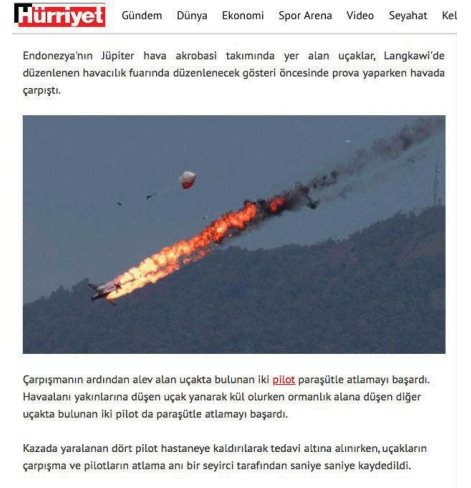 Hürriyet Gündem Dünya Ekonomi Spor Arena Video Seyahat
Endonezya'nın Jüpiter hava akrobasi takımında yer alan uçaklar, Langkawi'de
düzenlenen havacılık fuarında düzenlenecek gösteri öncesinde prova yaparken havada
çarpıştı.
Çarpışmanın ardından alev alan uçakta bulunan iki pilot paraşütle atlamayı başardı.
Havaalanı yakınlarına düşen uçak yanarak kül olurken ormanlık alana düşen diğer
uçakta bulunan iki pilot da paraşütle atlamayı başardı.
Kazada yaralanan dört pilot hastaneye kaldırılarak tedavi altına alınırken, uçakların
çarpışma ve pilotların atlama anı bir seyirci tarafından saniye saniye kaydedildi.